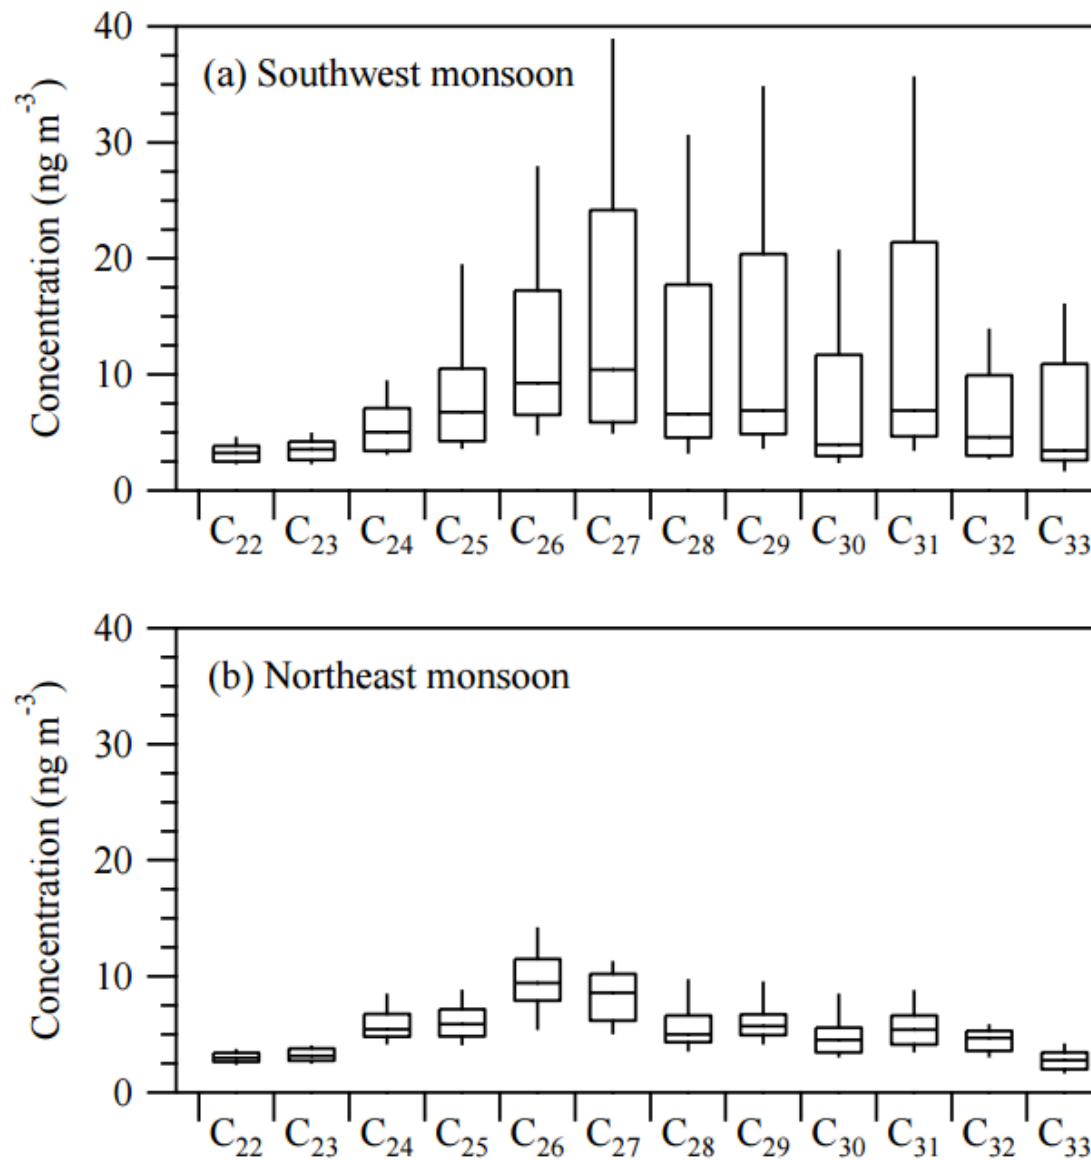 40
(a) Southwest monsoon
30
20
10
0
Concentration (ng m⁻³)
C₂₂ C₂₃ C₂₄ C₂₅ C₂₆ C₂₇ C₂₈ C₂₉ C₃₀ C₃₁ C₃₂ C₃₃
40
(b) Northeast monsoon
30
20
10
0
Concentration (ng m⁻³)
C₂₂ C₂₃ C₂₄ C₂₅ C₂₆ C₂₇ C₂₈ C₂₉ C₃₀ C₃₁ C₃₂ C₃₃